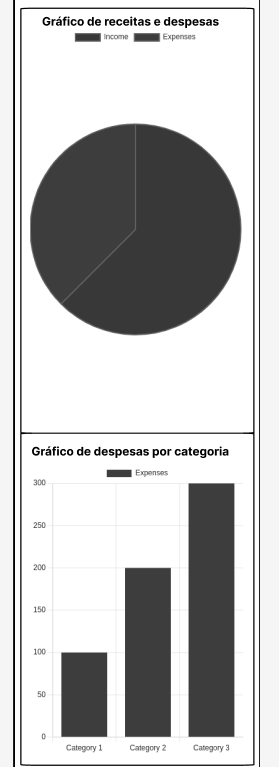 Gráfico de receitas e despesas
Income Expenses
Gráfico de despesas por categoria
Expenses
300
250
200
150
100
50
0
Category 1 Category 2 Category 3